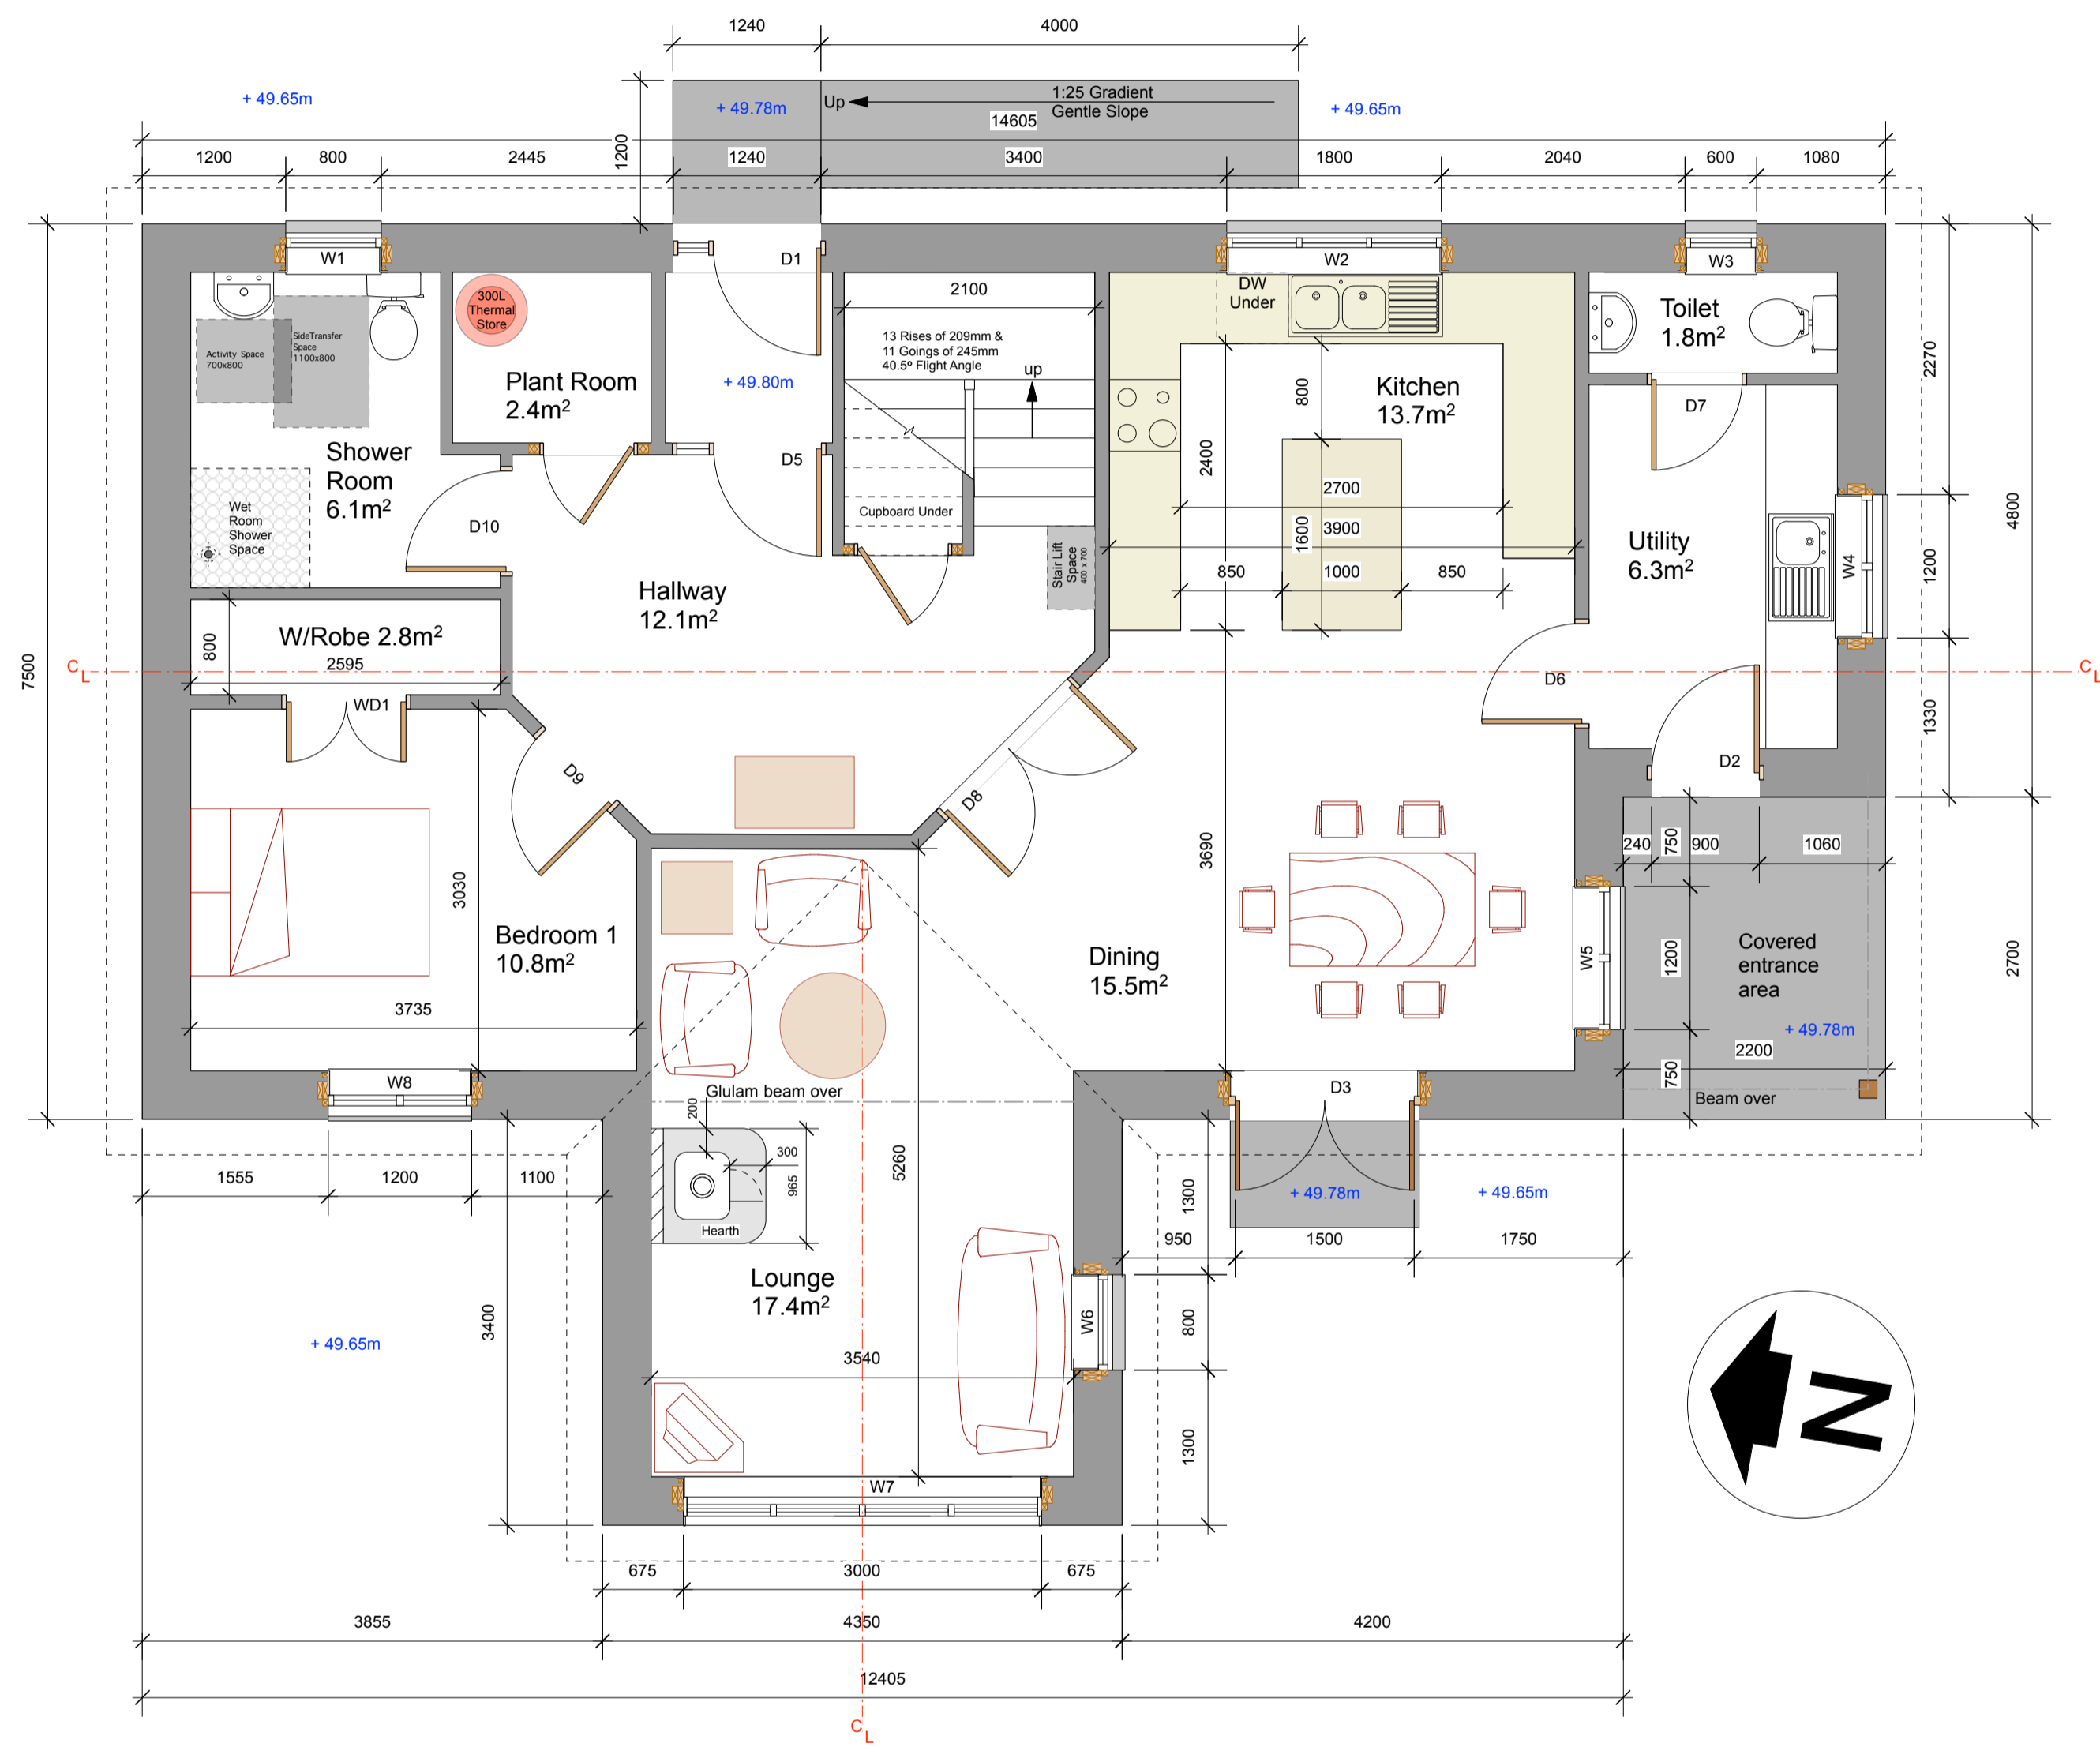 1240
4000
+ 49.65m
+ 49.78m
Up
1:25 Gradient
Gentle Slope
+ 49.65m
14605
1200
800
2445
1200
1240
3400
1800
2040
600
1080
W1
D1
W2
W3
300L
Thermal
Store
2100
DW
Under
Toilet
1.8m²
SideTransfer
Space
1100x800
Activity Space
700x800
13 Rises of 209mm &
11 Goings of 245mm
40.5º Flight Angle
up
2270
Plant Room
2.4m²
+ 49.80m
800
Kitchen
13.7m²
D7
Shower
Room
6.1m²
D5
2400
2700
Wet
Room
Shower
Space
D10
Cupboard Under
1600
3900
4800
Utility
6.3m²
W4
1200
Stair Lift
Space
400 x 700
850
1000
850
Hallway
12.1m²
W/Robe 2.8m²
800
2595
7500
C
L
C
L
D6
WD1
1330
D9
D8
D2
3690
240
750
900
1060
3030
Bedroom 1
10.8m²
Dining
15.5m²
W5
1200
Covered
entrance
area
2700
3735
+ 49.78m
2200
W8
Glulam beam over
D3
750
Beam over
200
300
965
Hearth
5260
1555
1200
1100
1300
+ 49.78m
+ 49.65m
950
1500
1750
Lounge
17.4m²
3400
W6
800
+ 49.65m
3540
1300
N
W7
675
3000
675
3855
4350
4200
12405
C
L